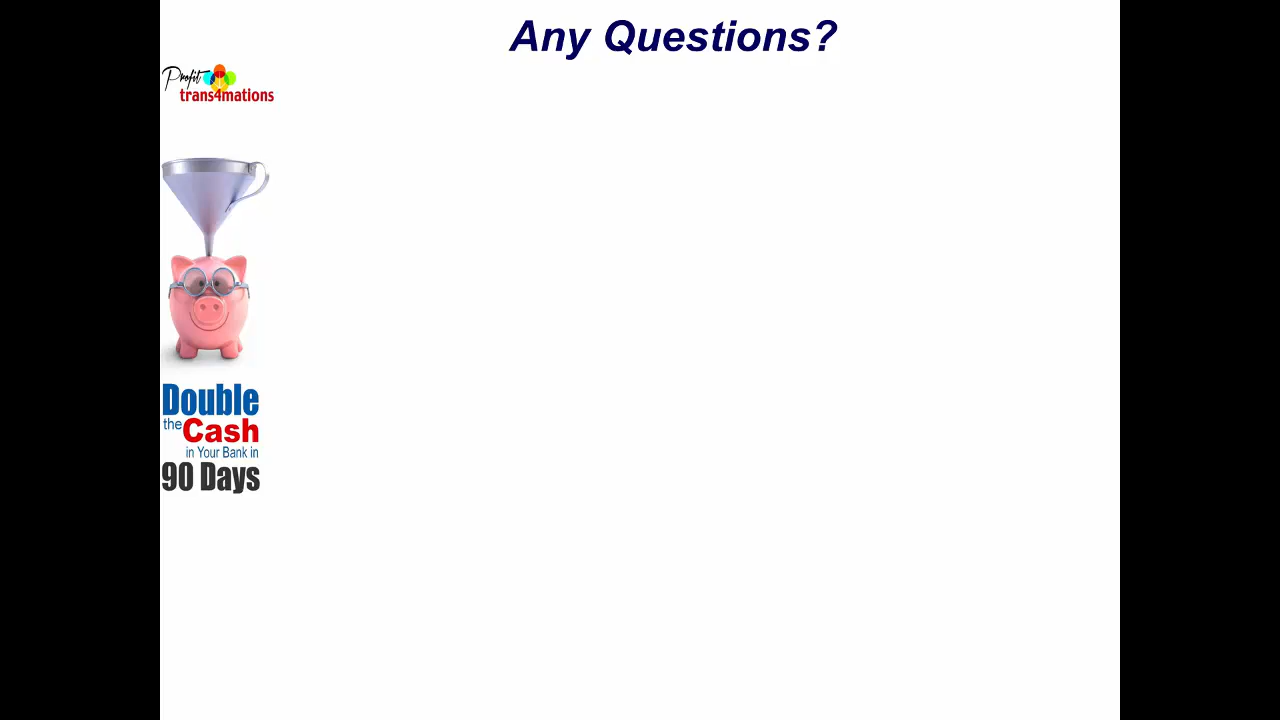 Any Questions?
Profit
trans4mations
Double
the Cash
in Your Bank in
90 Days